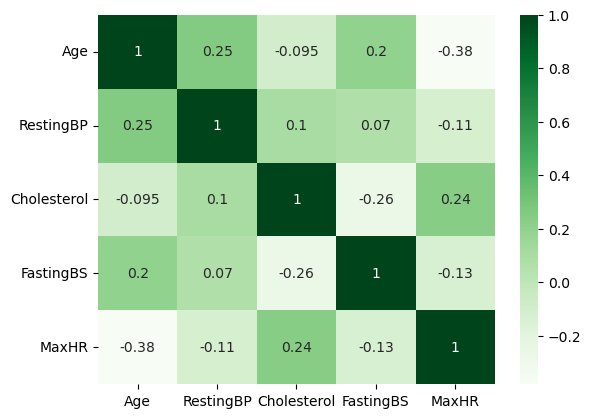 Age 1 0.25 -0.095 0.2 -0.38
RestingBP 0.25 1 0.1 0.07 -0.11
Cholesterol -0.095 0.1 1 -0.26 0.24
FastingBS 0.2 0.07 -0.26 1 -0.13
MaxHR -0.38 -0.11 0.24 -0.13 1
Age RestingBP Cholesterol FastingBS MaxHR
1.0
0.8
0.6
0.4
0.2
0.0
−0.2